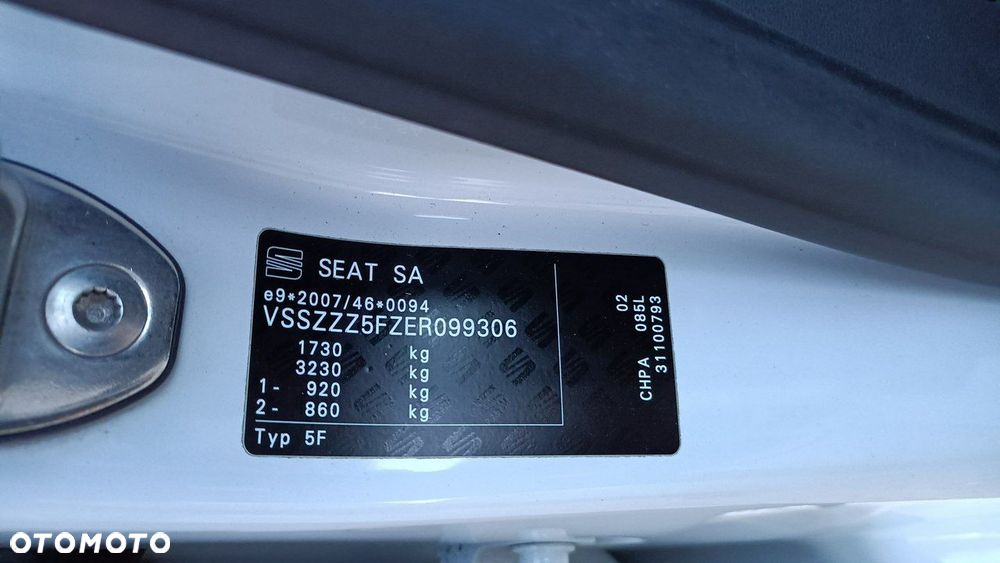 SEAT SA
e9*2007/46*0094
VSSZZZ5FZER099306
1730 kg
3230 kg
1- 920 kg
2- 860 kg
Typ 5F
02
CHPA 085L
31100793
OTOMOTO